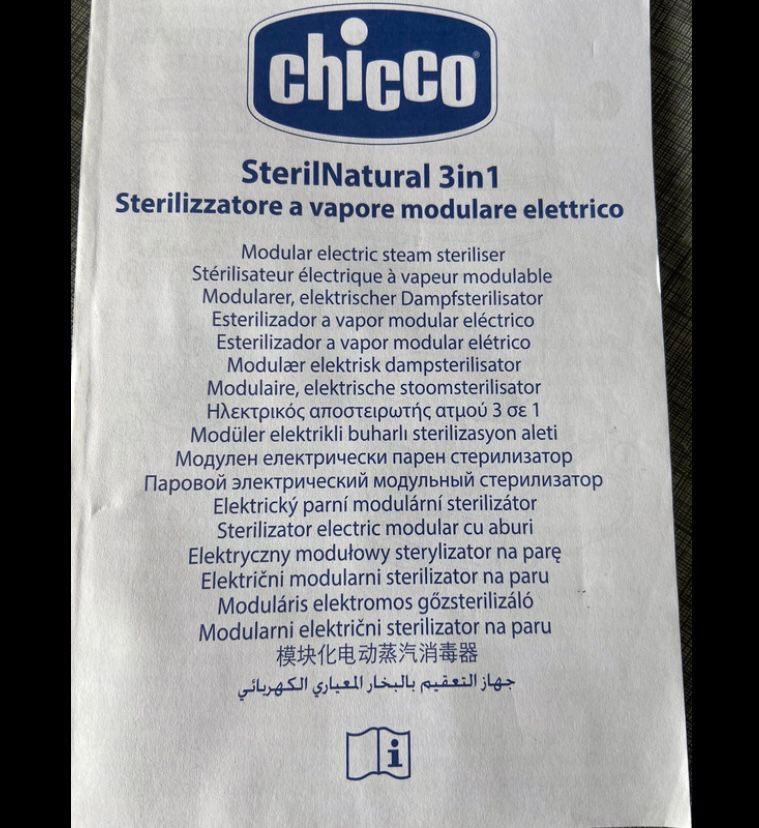 chicco
SterilNatural 3in1
Sterilizzatore a vapore modulare elettrico
Modular electric steam steriliser
Stérilisateur électrique à vapeur modulable
Modularer, elektrischer Dampfsterilisator
Esterilizador a vapor modular eléctrico
Esterilizador a vapor modular elétrico
Modulær elektrisk dampsterilisator
Modulaire, elektrische stoomsterilisator
Ηλεκτρικός αποστειρωτής ατμού 3 σε 1
Modüler elektrikli buharlı sterilizasyon aleti
Модулен електрически парен стерилизатор
Паровой электрический модульный стерилизатор
Elektrický parní modulární sterilizátor
Sterilizator electric modular cu aburi
Elektryczny modułowy sterylizator na parę
Električni modularni sterilizator na paru
Moduláris elektromos gőzsterilizáló
Modularni električni sterilizator na paru
模块化电动蒸汽消毒器
جهاز التعقيم بالبخار المعياري الكهربائي
i